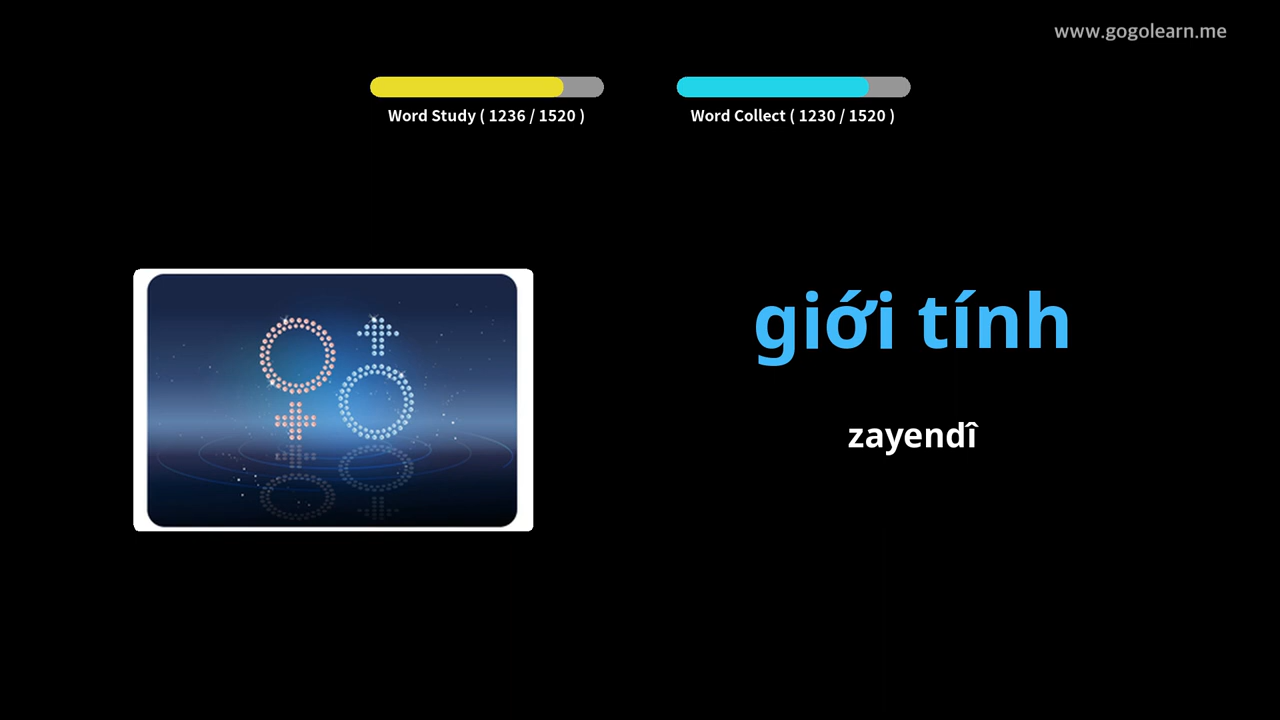 www.gogolearn.me
Word Study ( 1236 / 1520 )
Word Collect ( 1230 / 1520 )
giới tính
zayendî